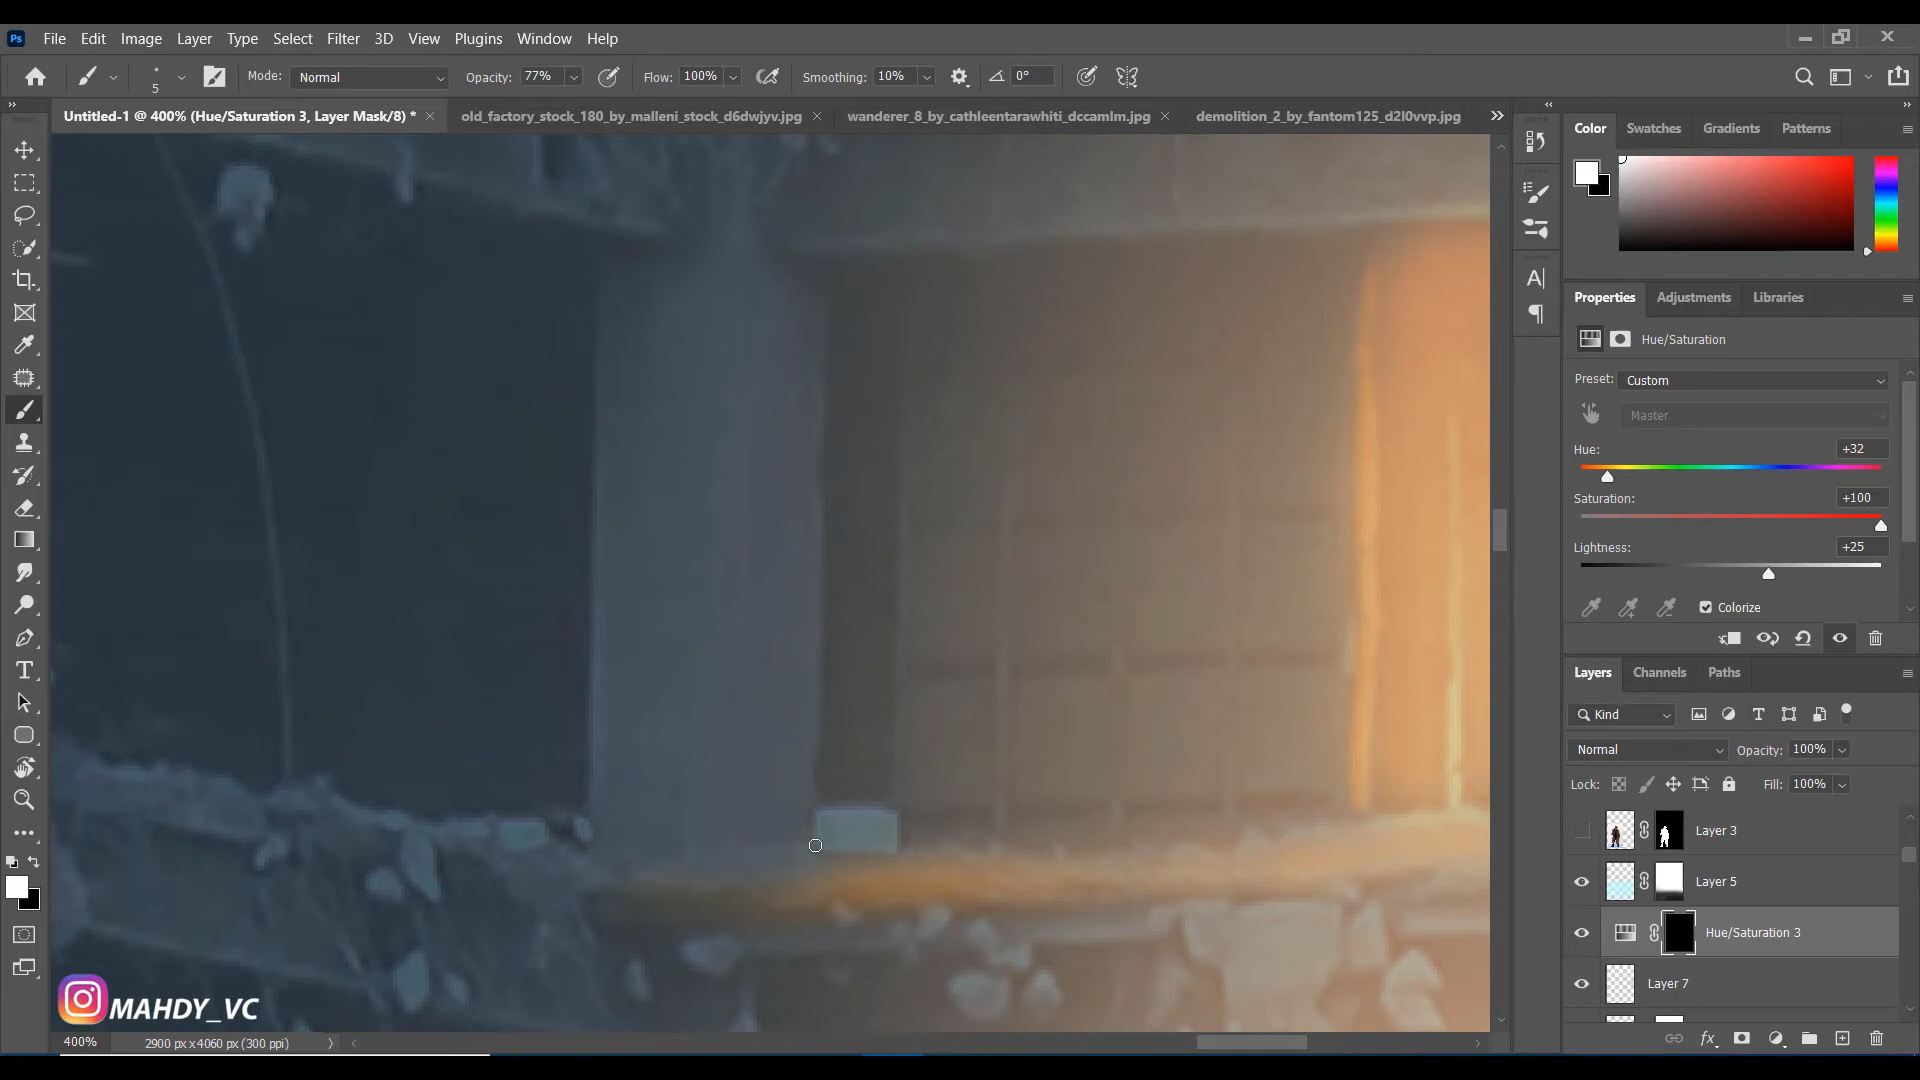 Ps File Edit Image Layer Type Select Filter 3D View Plugins Window Help
5 Mode: Normal Opacity: 77% Flow: 100% Smoothing: 10% 0°
Untitled-1 @ 400% (Hue/Saturation 3, Layer Mask/8) * old_factory_stock_180_by_malleni_stock_d6dwjyv.jpg wanderer_8_by_cathleentarawhiti_dccamlm.jpg demolition_2_by_fantom125_d2l0vvp.jpg
Color Swatches Gradients Patterns
Properties Adjustments Libraries
Hue/Saturation
Preset: Custom
Master
Hue: +32
Saturation: +100
Lightness: +25
Colorize
Layers Channels Paths
Kind
Normal Opacity: 100%
Lock: Fill: 100%
Layer 3
Layer 5
Hue/Saturation 3
Layer 7
MAHDY_VC
400% 2900 px x 4060 px (300 ppi)
fx